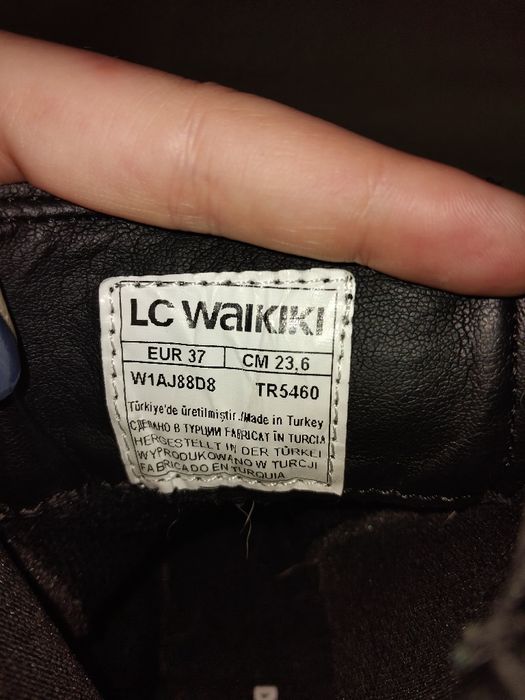 LC WAIKIKI
EUR 37 CM 23,6
W1AJ88D8 TR5460
Türkiye'de üretilmiştir./Made in Turkey
СДЕЛАНО В ТУРЦИИ FABRICAT ÎN TURCIA
HERGESTELLT IN DER TÜRKEI
WYPRODUKOWANO W TURCJI
FABRICADO EN TURQUIA